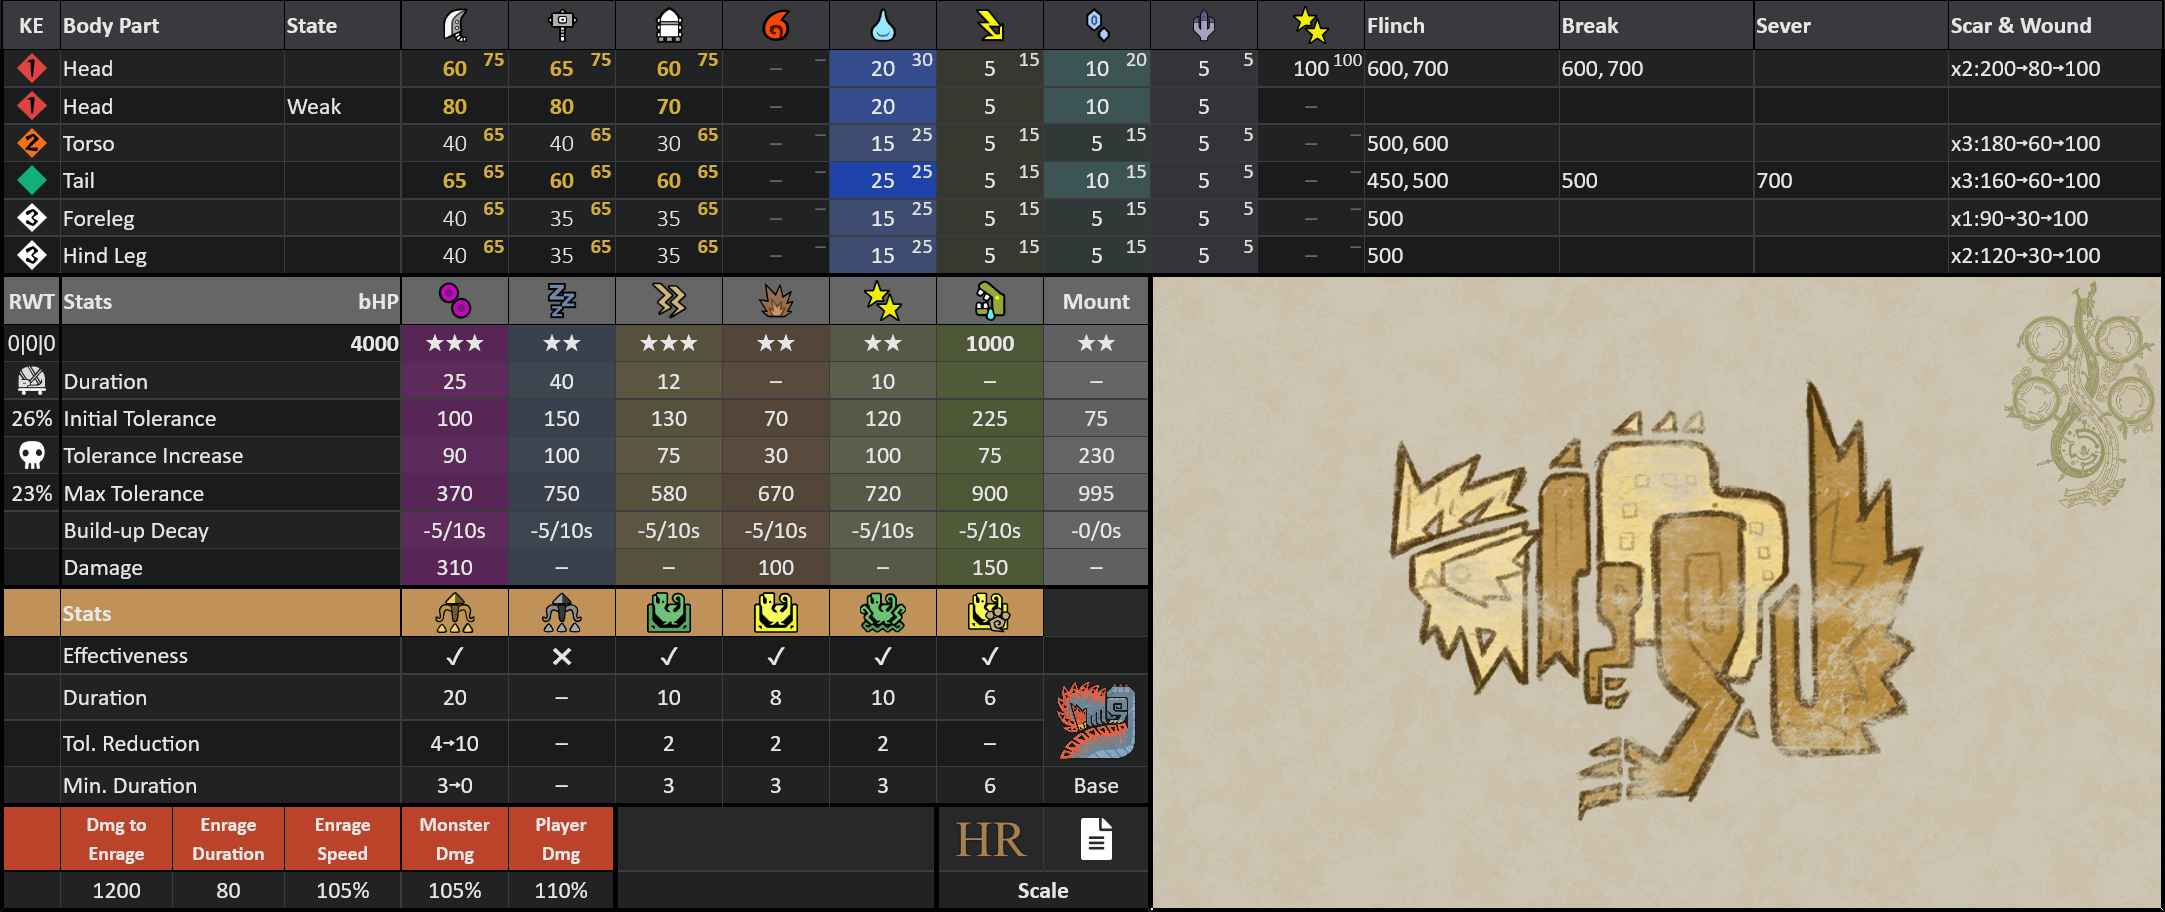 KE Body Part State Flinch Break Sever Scar & Wound
1 Head 60 75 65 75 60 75 – – 20 30 5 15 10 20 5 5 100 100 600, 700 600, 700 x2:200→80→100
1 Head Weak 80 80 70 – 20 5 10 5 –
2 Torso 40 65 40 65 30 65 – – 15 25 5 15 5 15 5 5 – – 500, 600 x3:180→60→100
Tail 65 65 60 65 60 65 – – 25 25 5 15 10 15 5 5 – – 450, 500 500 700 x3:160→60→100
3 Foreleg 40 65 35 65 35 65 – – 15 25 5 15 5 15 5 5 – – 500 x1:90→30→100
3 Hind Leg 40 65 35 65 35 65 – – 15 25 5 15 5 15 5 5 – – 500 x2:120→30→100
RWT Stats bHP Mount
0|0|0 4000 ★★★ ★★ ★★★ ★★ ★★ 1000 ★★
Duration 25 40 12 – 10 – –
26% Initial Tolerance 100 150 130 70 120 225 75
Tolerance Increase 90 100 75 30 100 75 230
23% Max Tolerance 370 750 580 670 720 900 995
Build-up Decay -5/10s -5/10s -5/10s -5/10s -5/10s -5/10s -0/0s
Damage 310 – – 100 – 150 –
Stats
Effectiveness ✓ ✕ ✓ ✓ ✓ ✓
Duration 20 – 10 8 10 6
Tol. Reduction 4→10 – 2 2 2 –
Min. Duration 3→0 – 3 3 3 6 Base
Dmg to Enrage Enrage Duration Enrage Speed Monster Dmg Player Dmg HR
1200 80 105% 105% 110% Scale